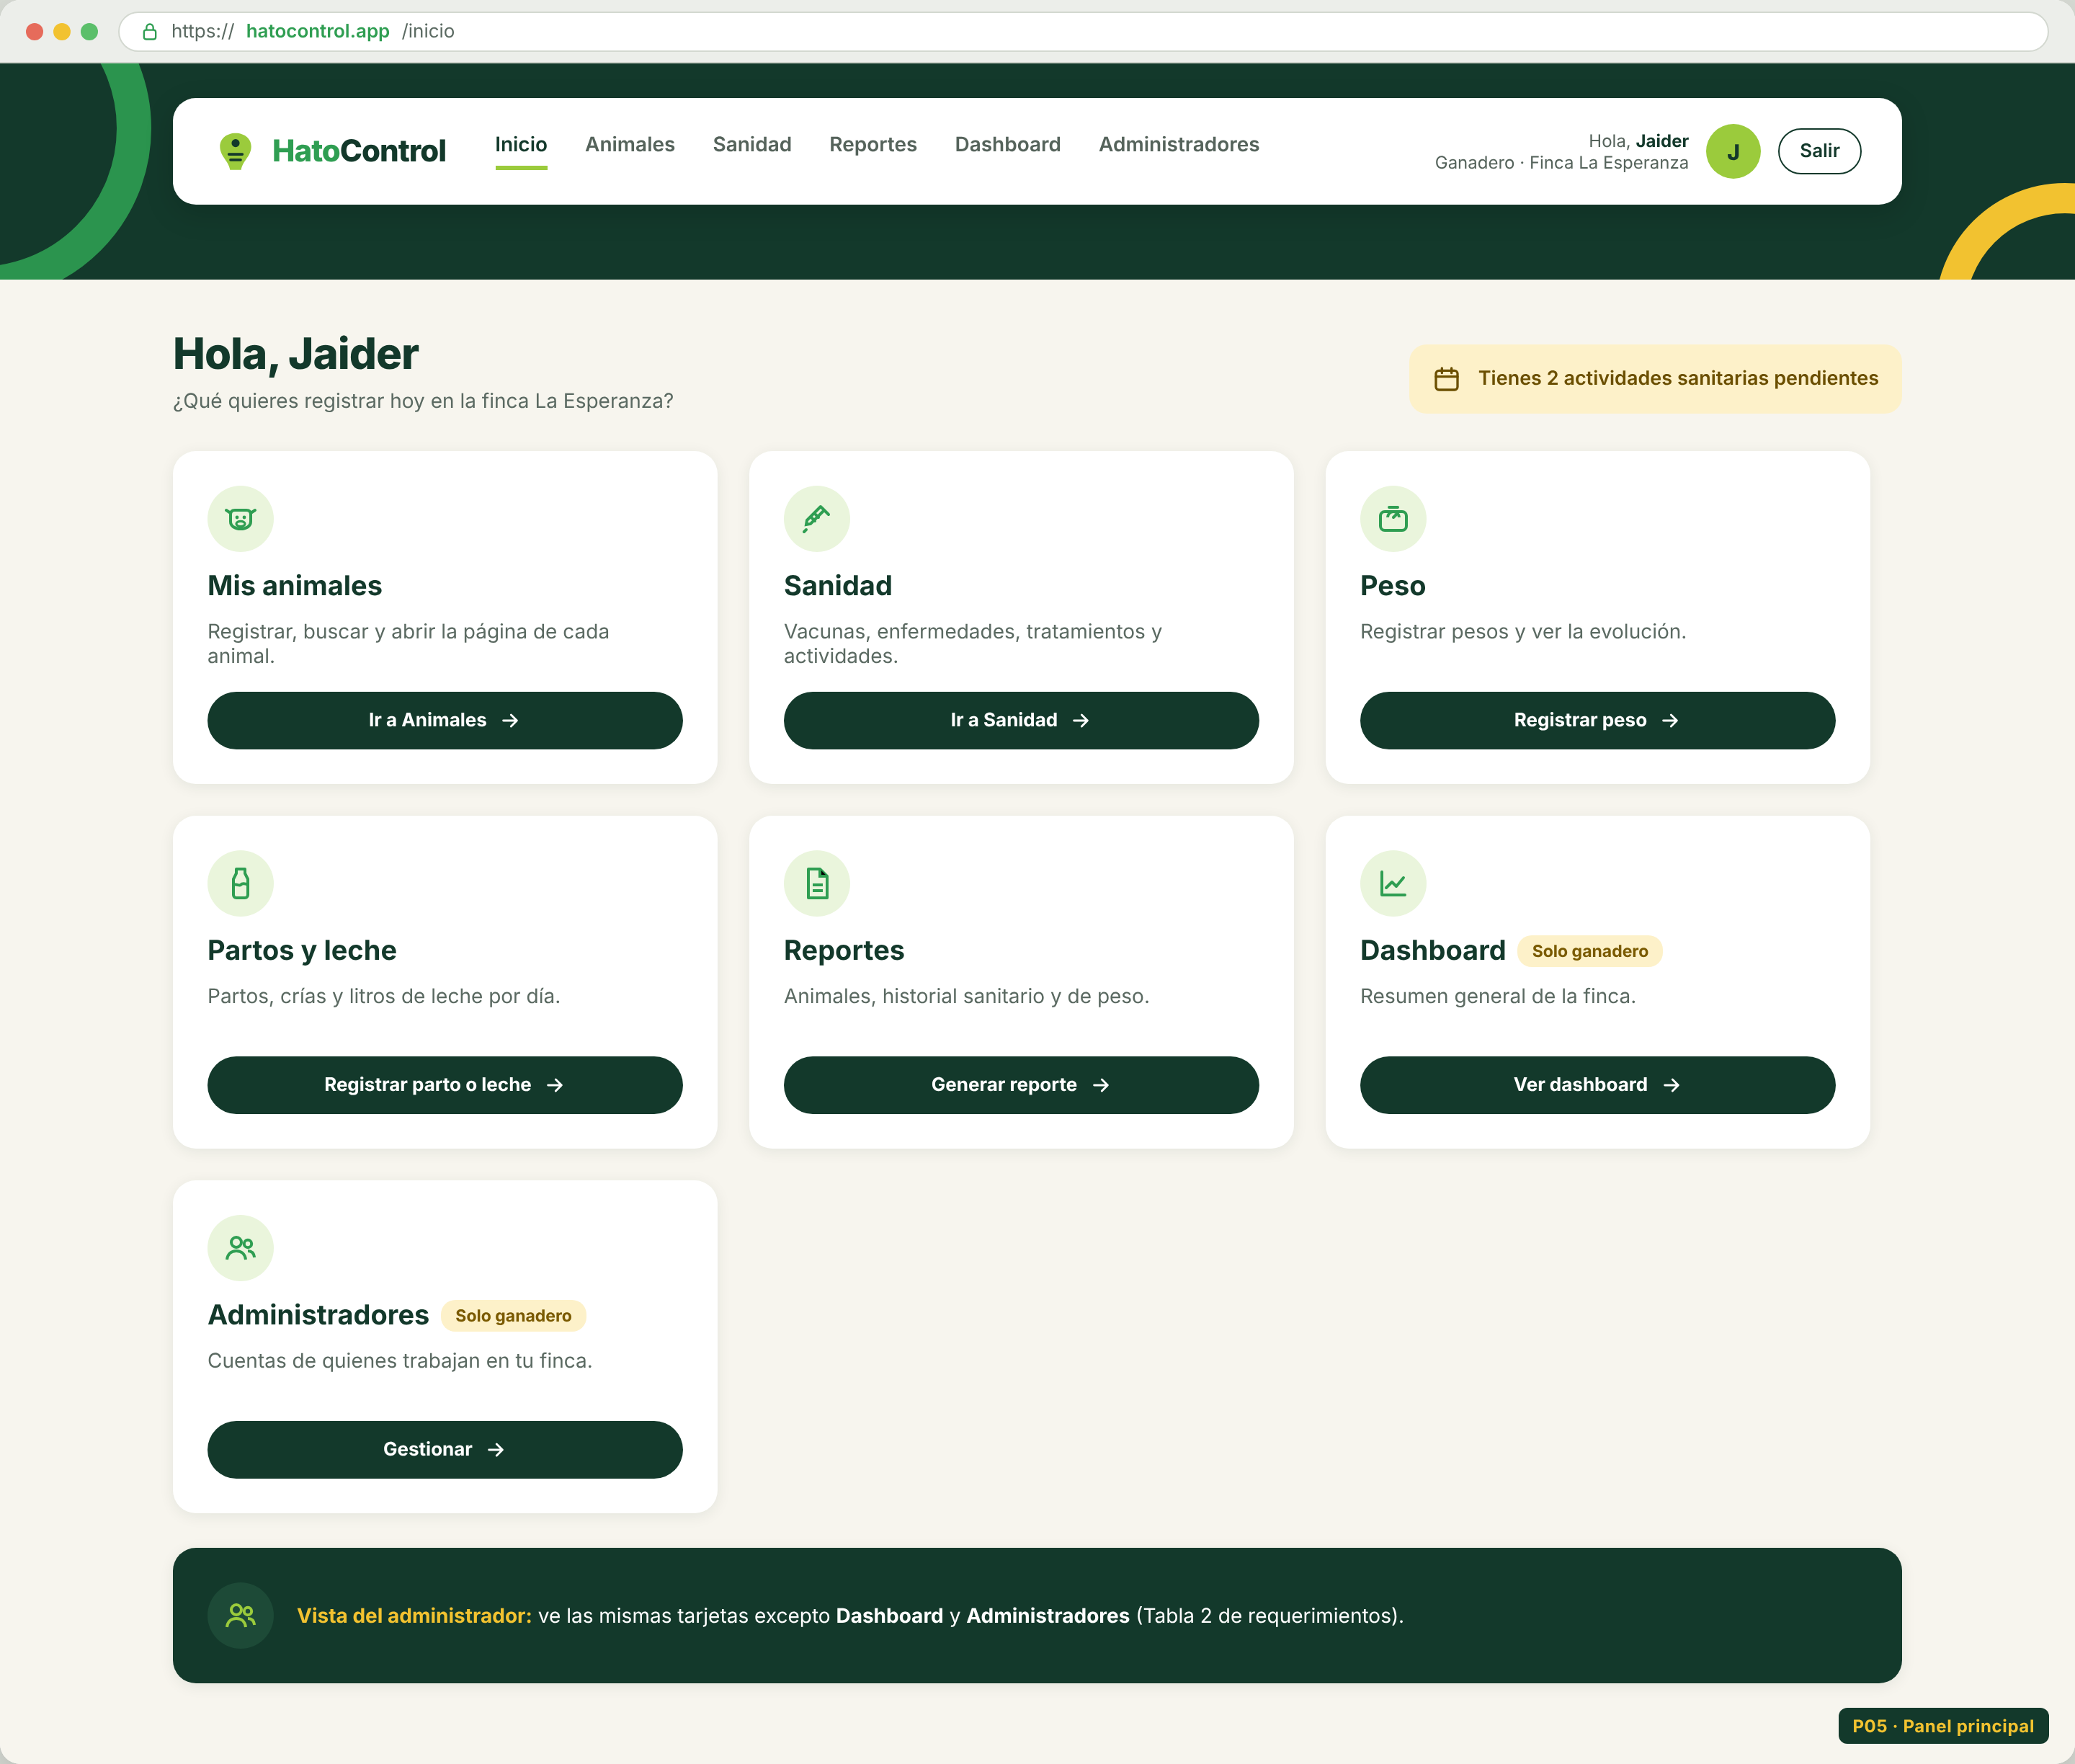 https:// hatocontrol.app /inicio
HatoControl
Inicio Animales Sanidad Reportes Dashboard Administradores
Hola, Jaider
Ganadero · Finca La Esperanza
J
Salir
Hola, Jaider
¿Qué quieres registrar hoy en la finca La Esperanza?
Tienes 2 actividades sanitarias pendientes
Mis animales
Registrar, buscar y abrir la página de cada
animal.
Ir a Animales →
Sanidad
Vacunas, enfermedades, tratamientos y
actividades.
Ir a Sanidad →
Peso
Registrar pesos y ver la evolución.
Registrar peso →
Partos y leche
Partos, crías y litros de leche por día.
Registrar parto o leche →
Reportes
Animales, historial sanitario y de peso.
Generar reporte →
Dashboard Solo ganadero
Resumen general de la finca.
Ver dashboard →
Administradores Solo ganadero
Cuentas de quienes trabajan en tu finca.
Gestionar →
Vista del administrador: ve las mismas tarjetas excepto Dashboard y Administradores (Tabla 2 de requerimientos).
P05 · Panel principal